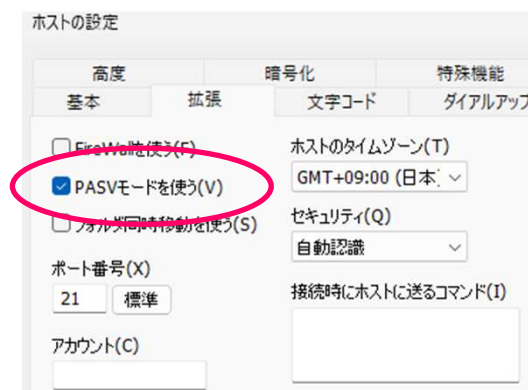 ホストの設定
高度 暗号化 特殊機能
基本 拡張 文字コード ダイアルアップ
FireWallを使う(F)
PASVモードを使う(V)
フォルダ同時移動を使う(S)
ポート番号(X)
21 標準
アカウント(C)
ホストのタイムゾーン(T)
GMT+09:00 (日本
セキュリティ(Q)
自動認識
接続時にホストに送るコマンド(I)